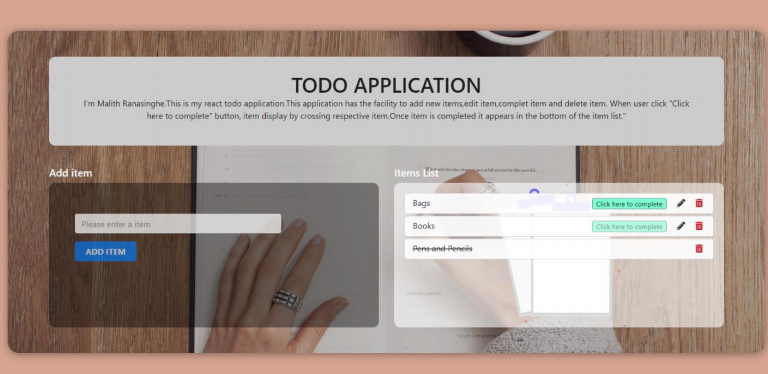 TODO APPLICATION
I'm Malith Ranasinghe.This is my react todo application.This application has the facility to add new items,edit item,complet item and delete item. When user click "Click
here to complete" button, item display by crossing respective item.Once item is completed it appears in the bottom of the item list."
Add item
Items List
Please enter a item
ADD ITEM
Bags
Click here to complete
Books
Click here to complete
Pens and Pencils